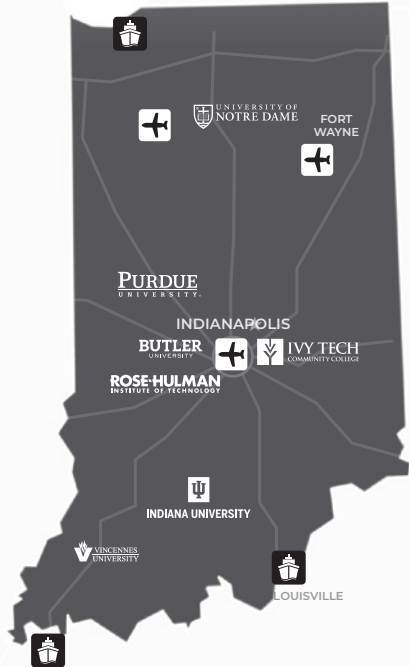 UNIVERSITY OF
NOTRE DAME
FORT
WAYNE
PURDUE
UNIVERSITY.
INDIANAPOLIS
BUTLER
UNIVERSITY
IVY TECH
COMMUNITY COLLEGE
ROSE-HULMAN
INSTITUTE OF TECHNOLOGY
INDIANA UNIVERSITY
VINCENNES
UNIVERSITY
LOUISVILLE